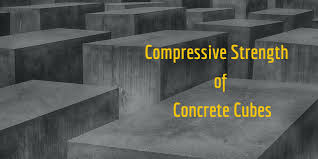 Compressive Strength
of
Concrete Cubes